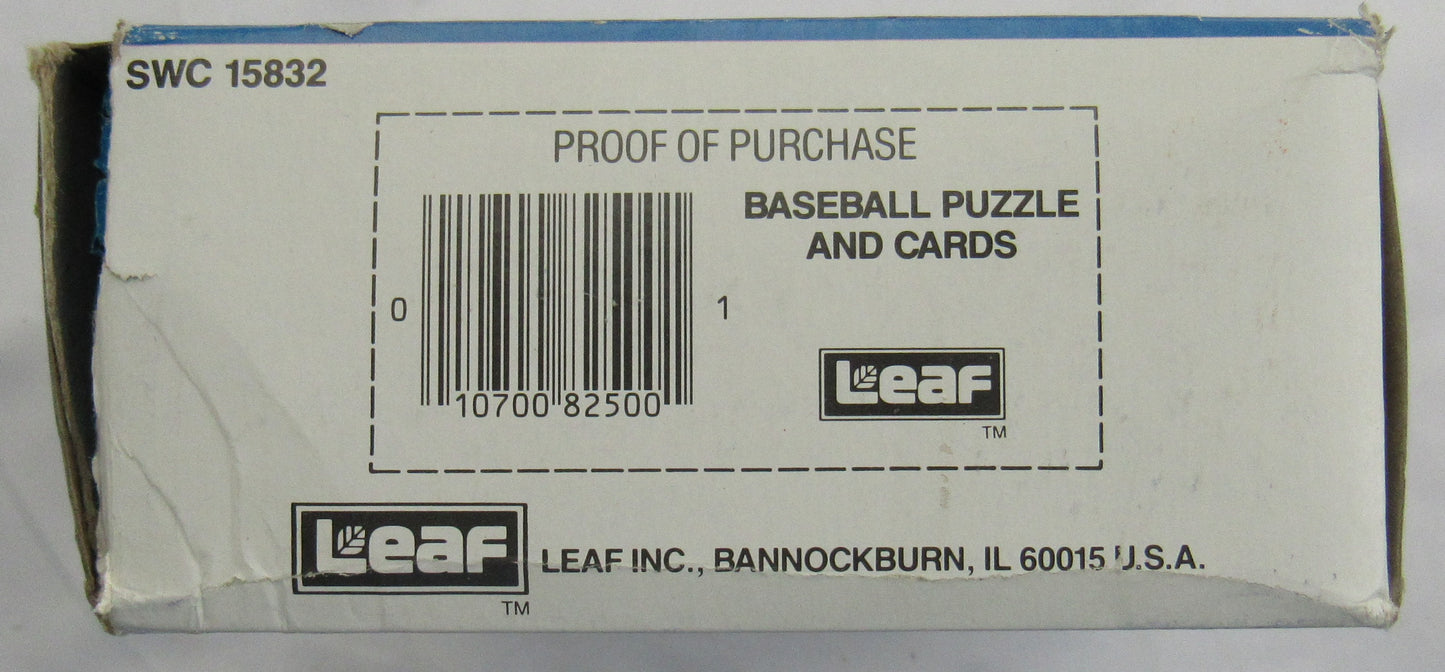 SWC 15832
PROOF OF PURCHASE
BASEBALL PUZZLE
AND CARDS
0 10700 82500 1
Leaf
TM
Leaf
TM
LEAF INC., BANNOCKBURN, IL 60015 U.S.A.